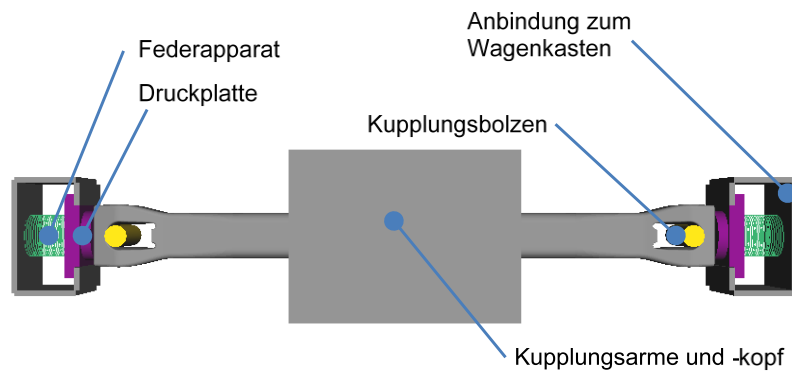 Anbindung zum
Wagenkasten
Federapparat
Druckplatte
Kupplungsbolzen
Kupplungsarme und -kopf